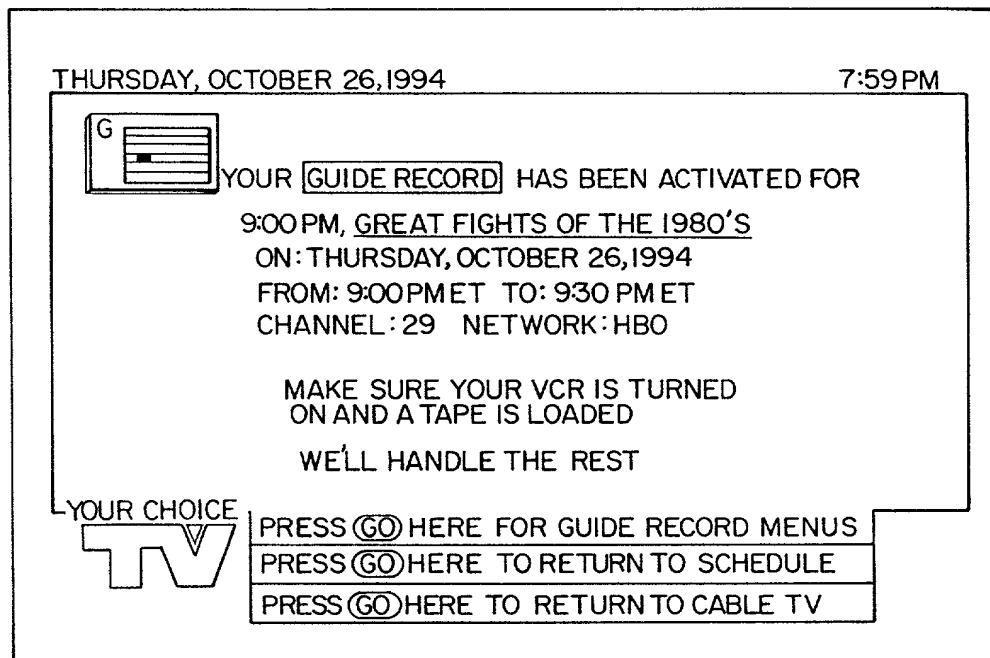 THURSDAY, OCTOBER 26, 1994 7:59 PM
G
YOUR GUIDE RECORD HAS BEEN ACTIVATED FOR
9:00 PM, GREAT FIGHTS OF THE 1980'S
ON: THURSDAY, OCTOBER 26, 1994
FROM: 9:00 PM ET TO: 9:30 PM ET
CHANNEL: 29 NETWORK: HBO
MAKE SURE YOUR VCR IS TURNED
ON AND A TAPE IS LOADED
WE'LL HANDLE THE REST
YOUR CHOICE
TV
PRESS GO HERE FOR GUIDE RECORD MENUS
PRESS GO HERE TO RETURN TO SCHEDULE
PRESS GO HERE TO RETURN TO CABLE TV